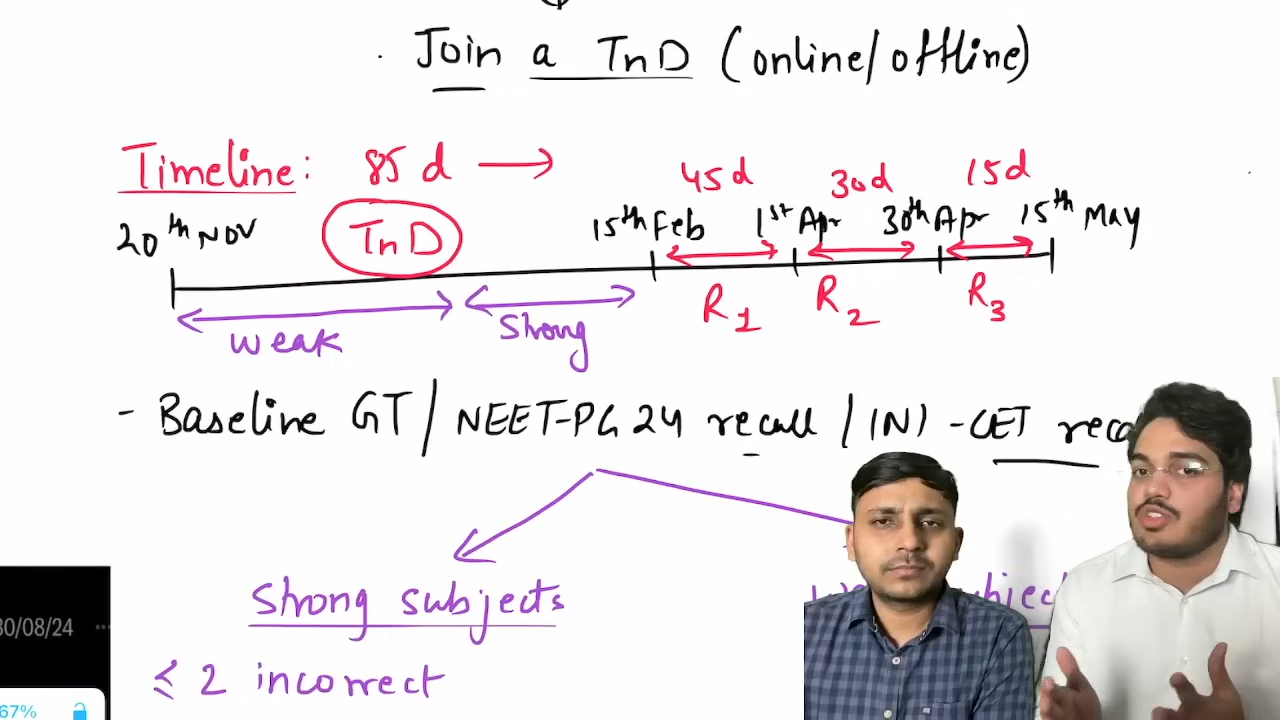 Join a TnD (online/offline)
Timeline: 85 d → 45d 30d 15d
20th NOV TnD 15th Feb 1st Apr 30th Apr 15th May
weak strong R1 R2 R3
- Baseline GT / NEET-PG 24 recall / INI-CET
Strong subjects
≤ 2 incorrect
30/08/24 ...
67%